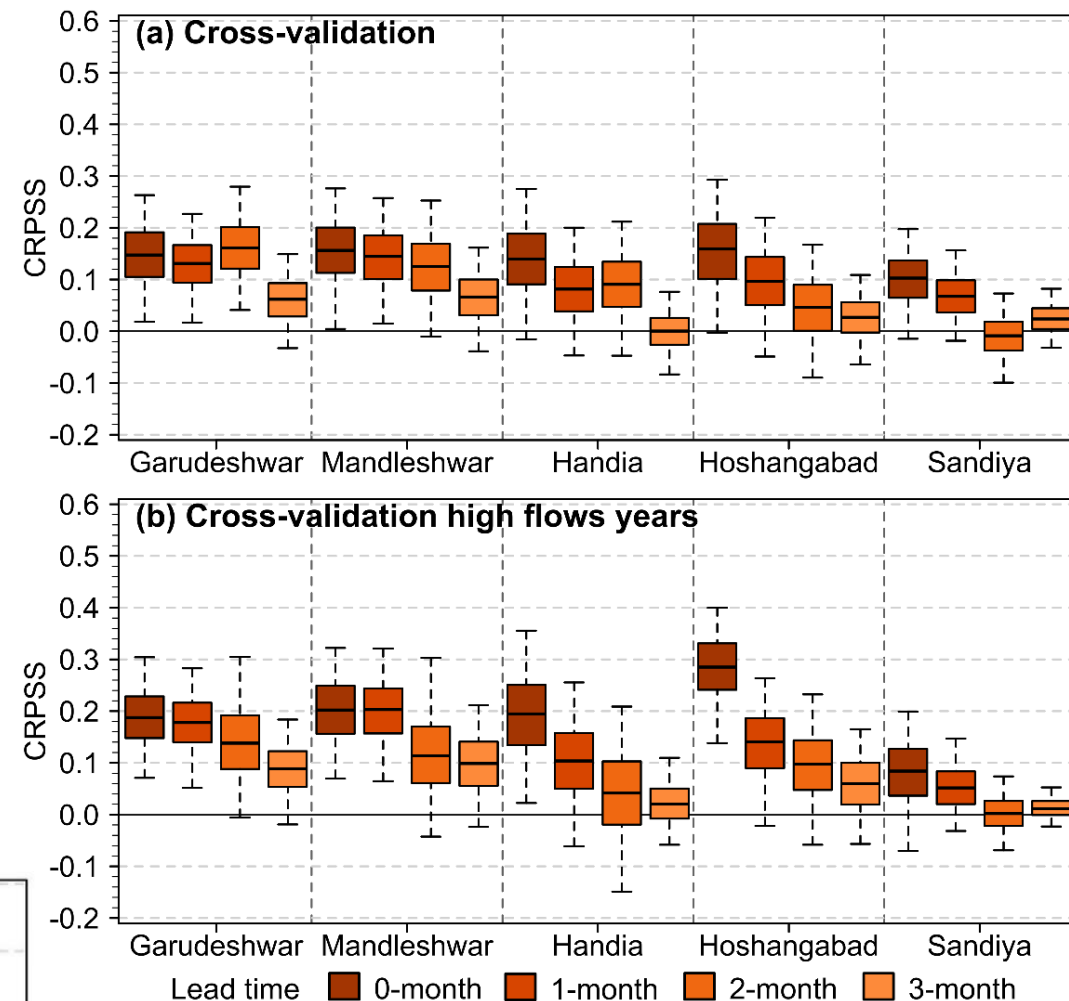 (a) Cross-validation
0.6
0.5
0.4
0.3
0.2
0.1
0.0
-0.1
-0.2
CRPSS
Garudeshwar Mandleshwar Handia Hoshangabad Sandiya
(b) Cross-validation high flows years
0.6
0.5
0.4
0.3
0.2
0.1
0.0
-0.1
-0.2
CRPSS
Garudeshwar Mandleshwar Handia Hoshangabad Sandiya
Lead time 0-month 1-month 2-month 3-month